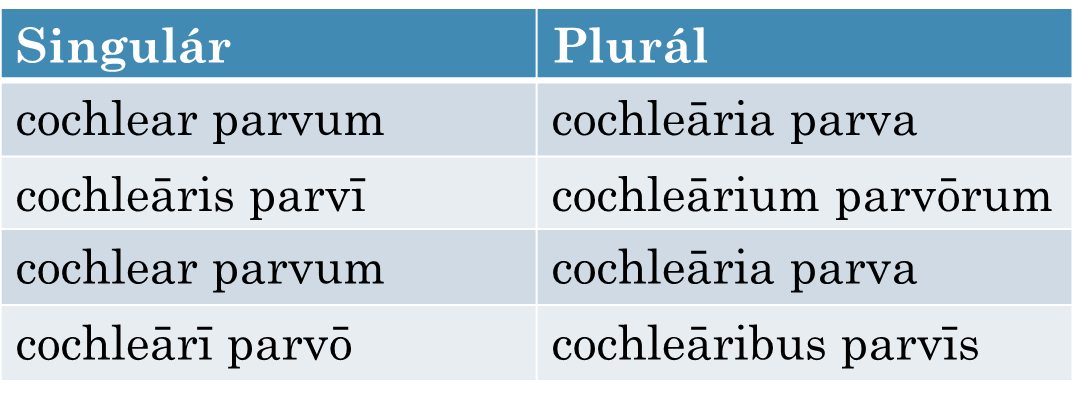 Singulár Plurál
cochlear parvum cochleāria parva
cochleāris parvī cochleārium parvōrum
cochlear parvum cochleāria parva
cochleārī parvō cochleāribus parvīs